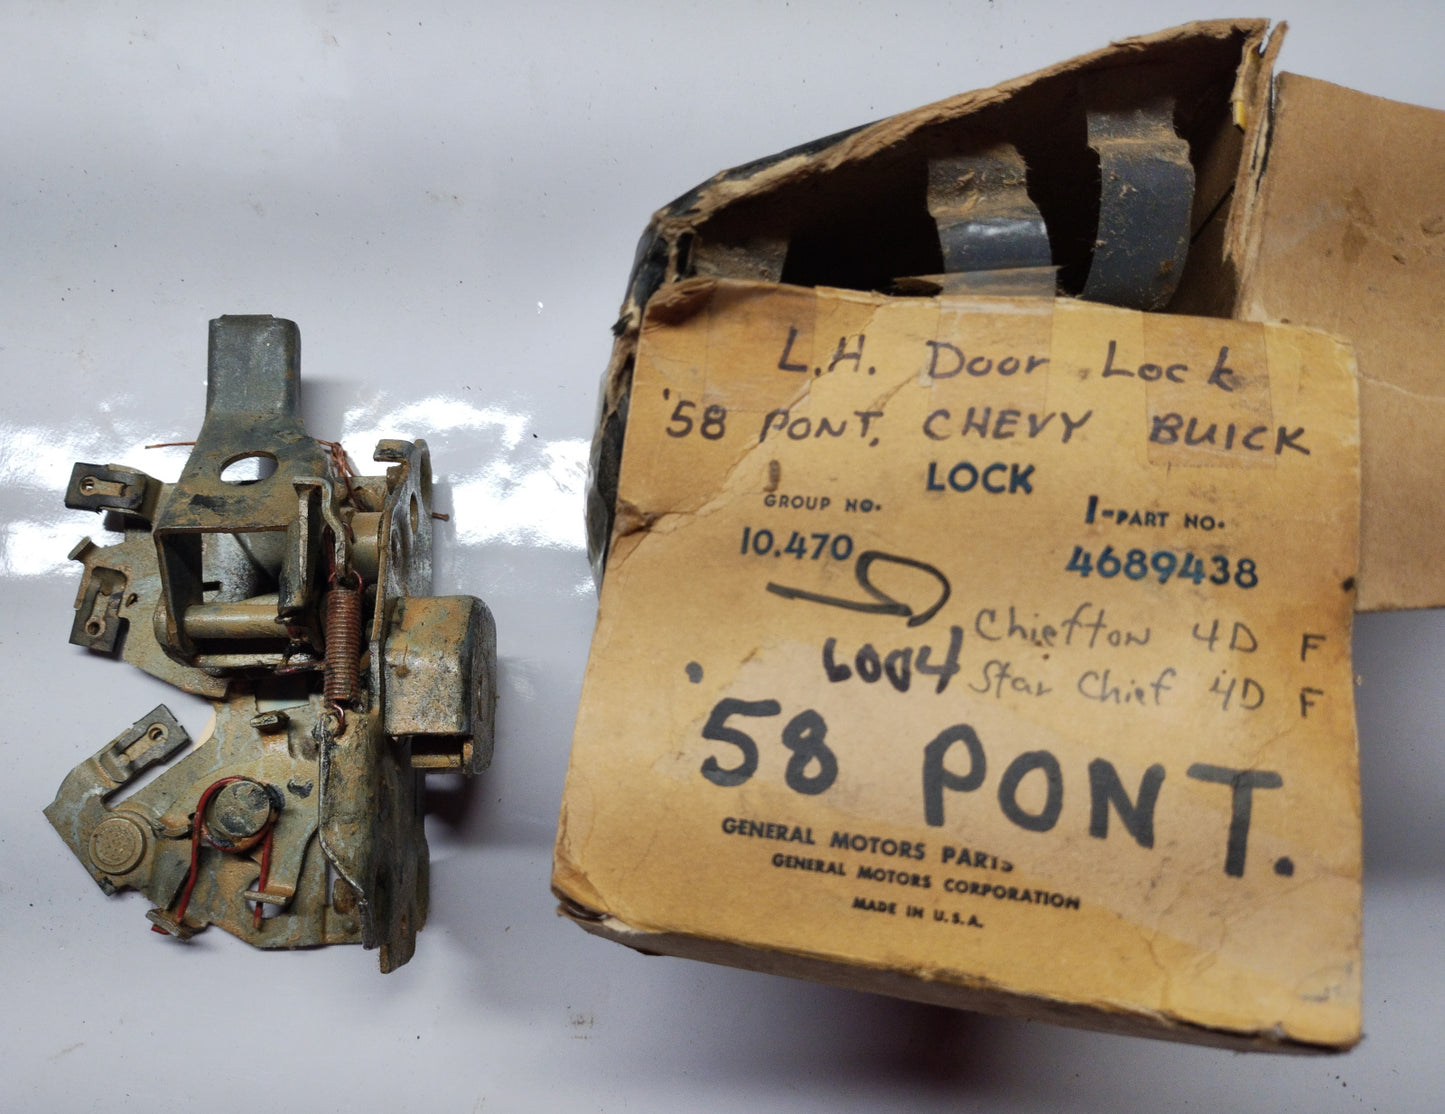 L.H. Door Lock
'58 PONT. CHEVY BUICK
LOCK
GROUP NO. 1-PART NO.
10.470 4689438
Chiefton 4D F
6004 Star Chief 4D F
'58 PONT.
GENERAL MOTORS PARTS
GENERAL MOTORS CORPORATION
MADE IN U.S.A.